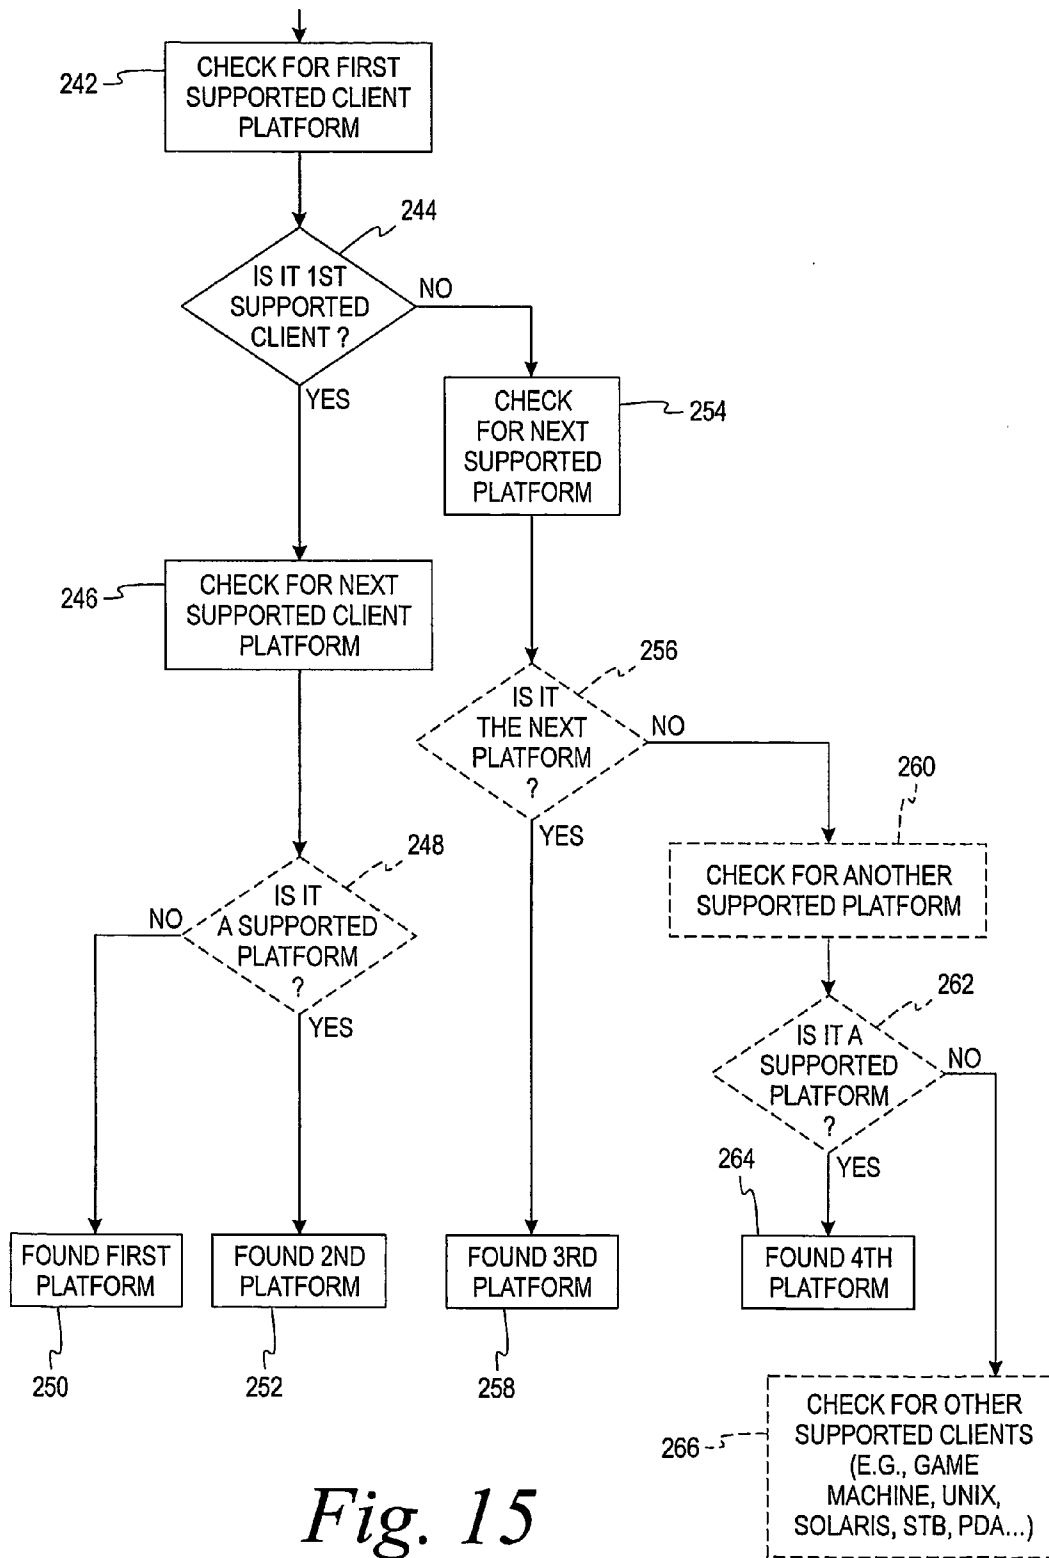 242
CHECK FOR FIRST
SUPPORTED CLIENT
PLATFORM
244
IS IT 1ST
SUPPORTED
CLIENT ?
NO
YES
CHECK
FOR NEXT
SUPPORTED
PLATFORM
254
246
CHECK FOR NEXT
SUPPORTED CLIENT
PLATFORM
256
IS IT
THE NEXT
PLATFORM
?
NO
YES
260
CHECK FOR ANOTHER
SUPPORTED PLATFORM
248
IS IT
A SUPPORTED
PLATFORM
?
NO
YES
262
IS IT A
SUPPORTED
PLATFORM
?
NO
YES
264
FOUND FIRST
PLATFORM
FOUND 2ND
PLATFORM
FOUND 3RD
PLATFORM
FOUND 4TH
PLATFORM
250
252
258
266
CHECK FOR OTHER
SUPPORTED CLIENTS
(E.G., GAME
MACHINE, UNIX,
SOLARIS, STB, PDA...)
Fig. 15